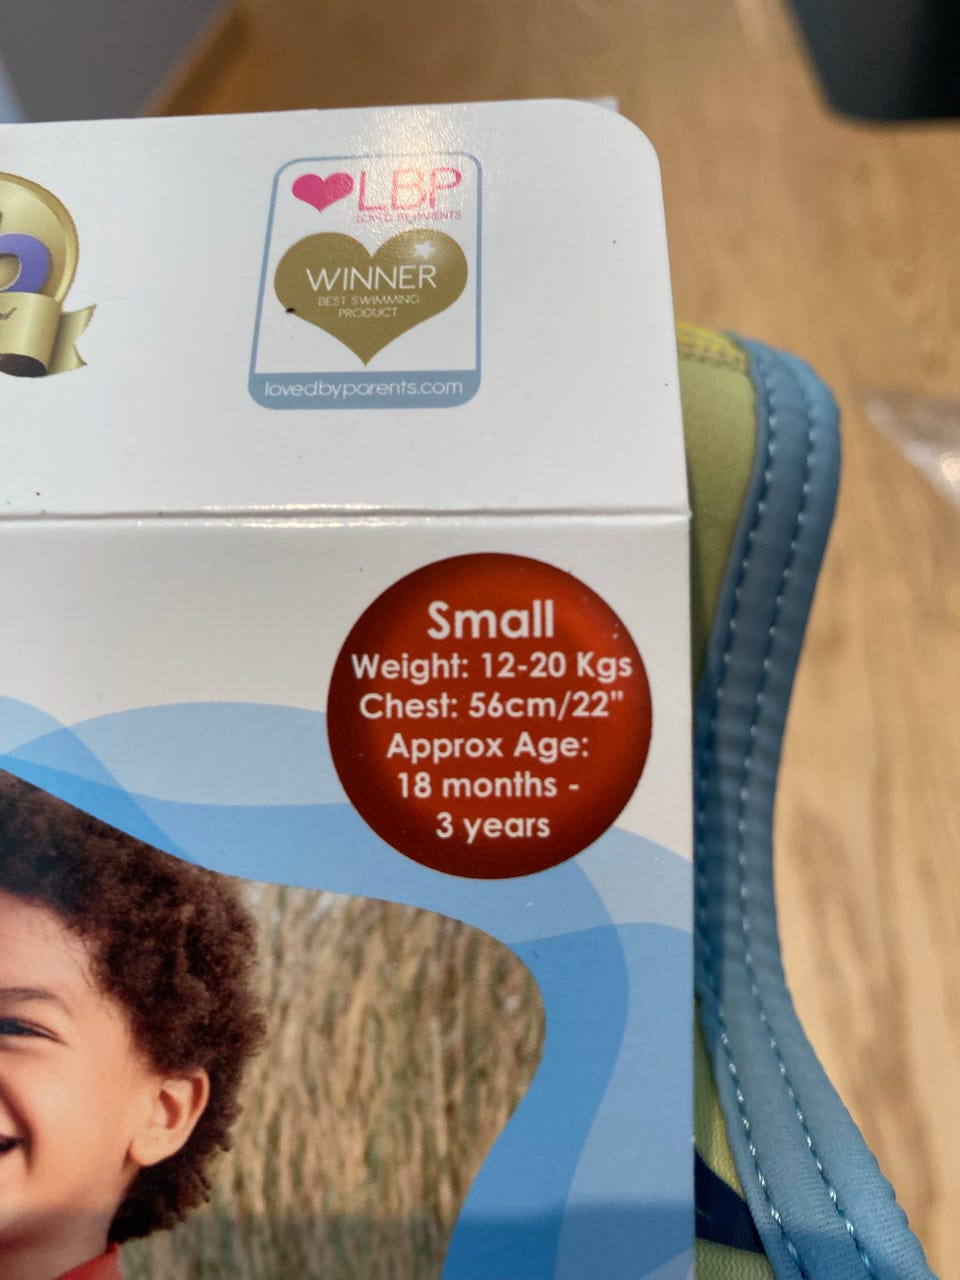 LBP
LOVED BY PARENTS
WINNER
BEST SWIMMING
PRODUCT
lovedbyparents.com
Small
Weight: 12-20 Kgs
Chest: 56cm/22”
Approx Age:
18 months -
3 years